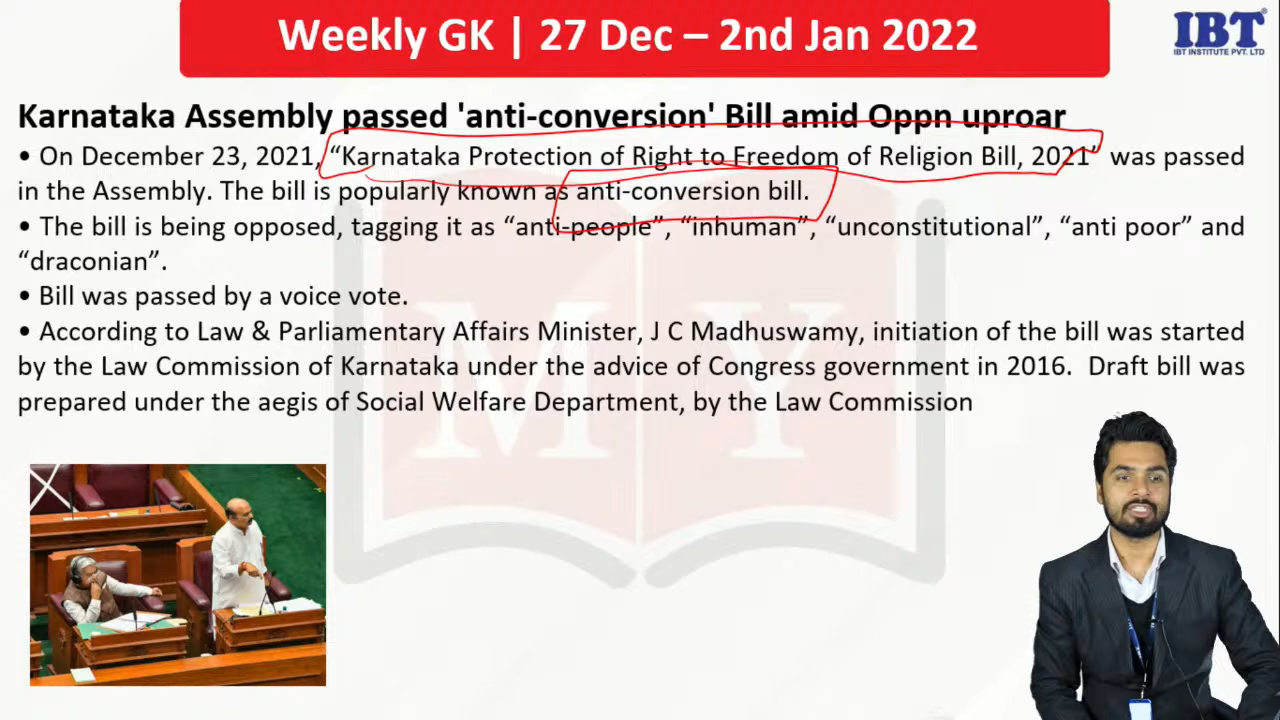 Weekly GK | 27 Dec – 2nd Jan 2022
IBT
IBT INSTITUTE PVT. LTD
Karnataka Assembly passed 'anti-conversion' Bill amid Oppn uproar
• On December 23, 2021, “Karnataka Protection of Right to Freedom of Religion Bill, 2021” was passed
in the Assembly. The bill is popularly known as anti-conversion bill.
• The bill is being opposed, tagging it as “anti-people”, “inhuman”, “unconstitutional”, “anti poor” and
“draconian”.
• Bill was passed by a voice vote.
• According to Law & Parliamentary Affairs Minister, J C Madhuswamy, initiation of the bill was started
by the Law Commission of Karnataka under the advice of Congress government in 2016. Draft bill was
prepared under the aegis of Social Welfare Department, by the Law Commission
M Y